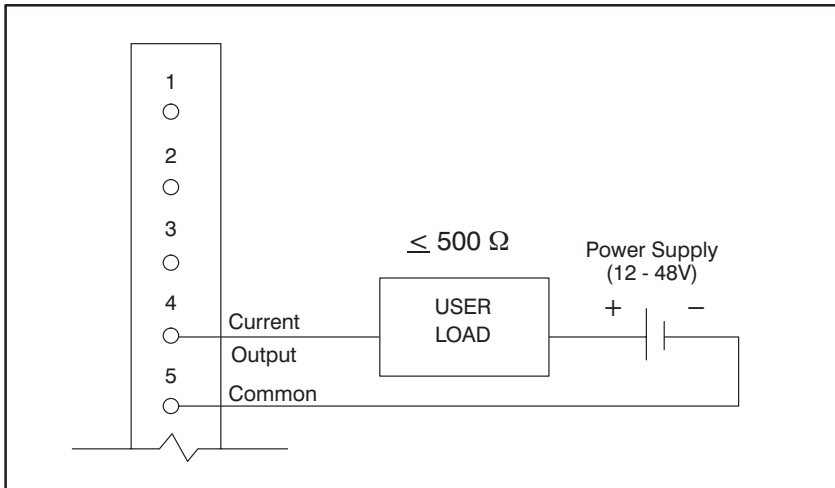 1
2
3
4
5
Current
Output
Common
≤ 500 Ω
USER
LOAD
Power Supply
(12 - 48V)
+ −